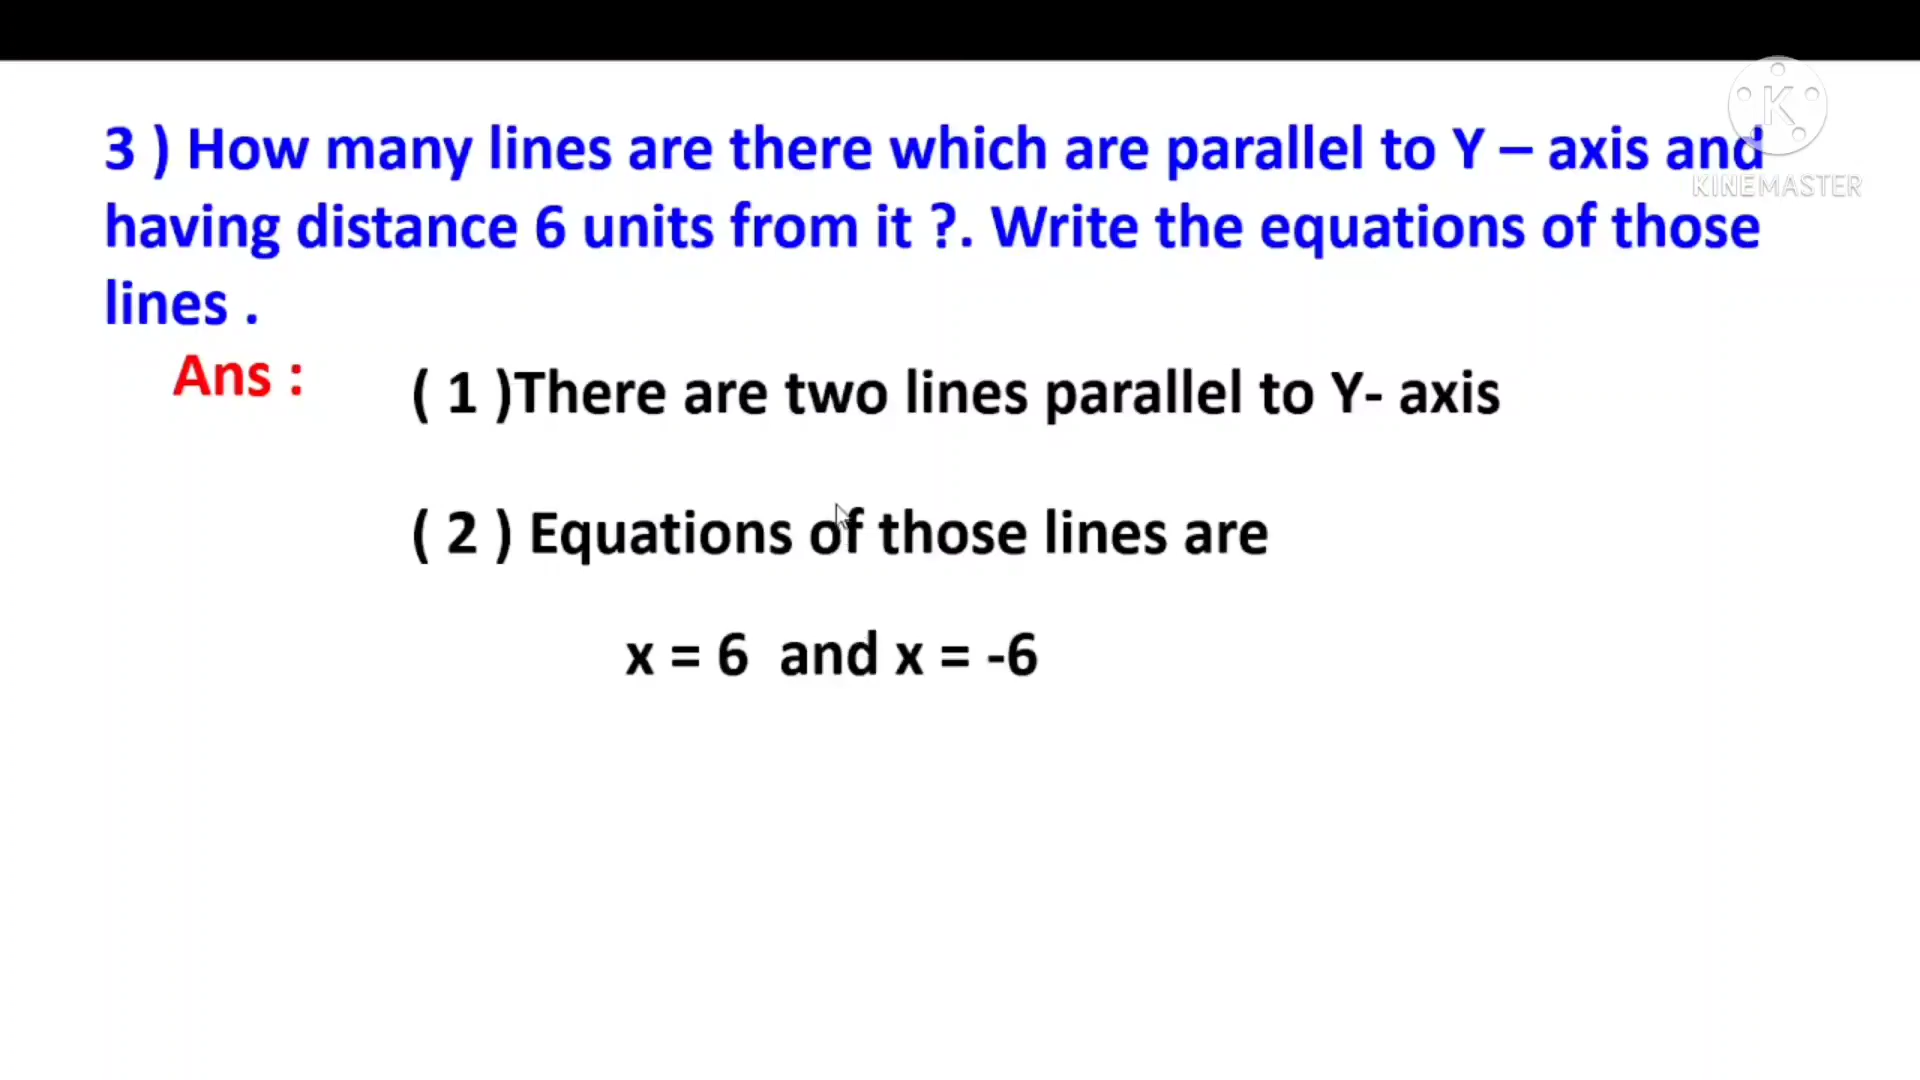 3 ) How many lines are there which are parallel to Y – axis and
K
KINEMASTER
having distance 6 units from it ?. Write the equations of those
lines .
Ans :
( 1 )There are two lines parallel to Y- axis
( 2 ) Equations of those lines are
x = 6 and x = -6